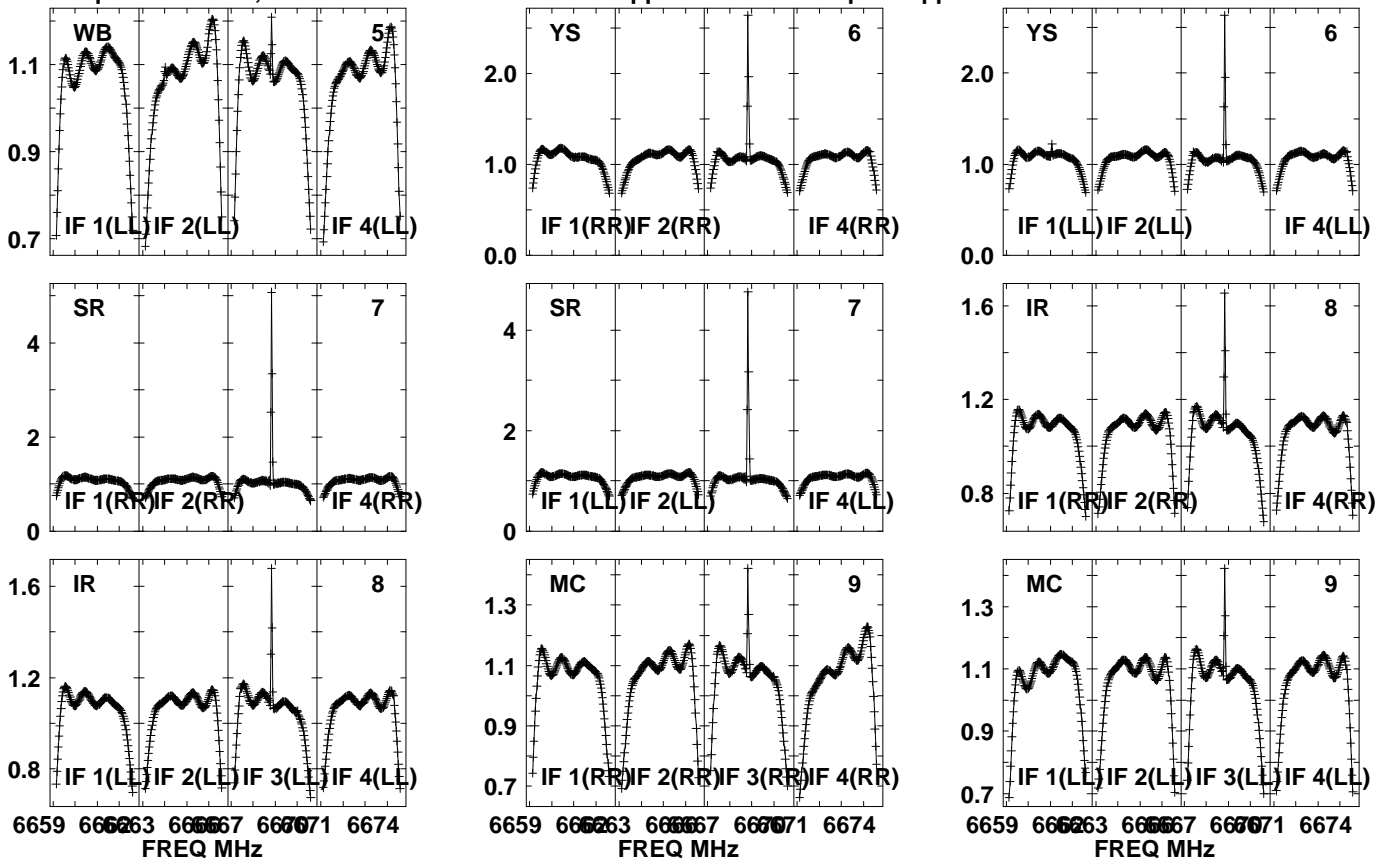 WB 5
1.1
0.9
0.7
IF 1(LL) IF 2(LL) IF 4(LL)
YS 6
2.0
1.0
0.0
IF 1(RR) IF 2(RR) IF 4(RR)
YS 6
2.0
1.0
0.0
IF 1(LL) IF 2(LL) IF 4(LL)
SR 7
4
2
0
IF 1(RR) IF 2(RR) IF 4(RR)
SR 7
4
2
0
IF 1(LL) IF 2(LL) IF 4(LL)
IR 8
1.6
1.2
0.8
IF 1(RR) IF 2(RR) IF 4(RR)
IR 8
1.6
1.2
0.8
IF 1(LL) IF 2(LL) IF 3(LL) IF 4(LL)
6659 6674
FREQ MHz
MC 9
1.3
1.1
0.9
0.7
IF 1(RR) IF 2(RR) IF 3(RR) IF 4(RR)
6659 6674
FREQ MHz
MC 9
1.3
1.1
0.9
0.7
IF 1(LL) IF 2(LL) IF 3(LL) IF 4(LL)
6659 6674
FREQ MHz